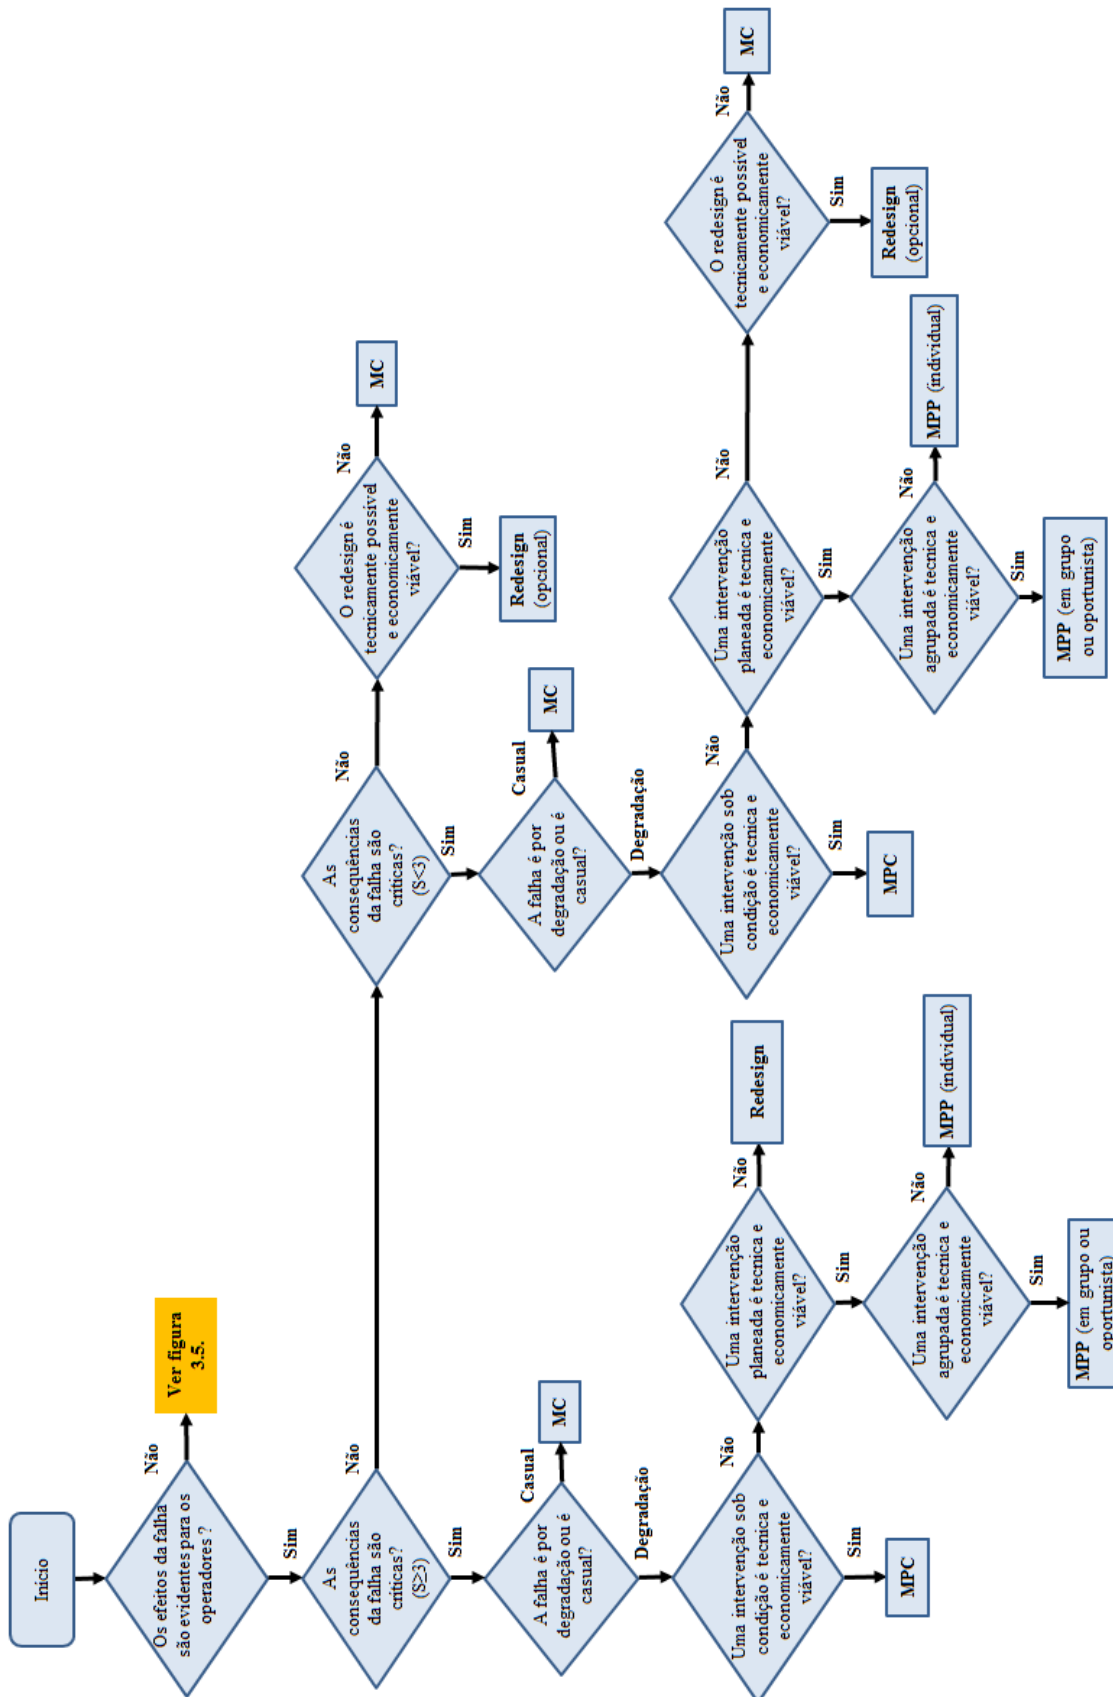 Início
Os efeitos da falha
são evidentes para os
operadores ?
Não
Ver figura
3.5.
Sim
As
consequências
da falha são
críticas?
(S≥3)
Não
Sim
A falha é por
degradação ou é
casual?
Casual
MC
Degradação
Uma intervenção sob
condição é tecnica e
economicamente
viável?
Sim
MPC
Não
Uma intervenção
planeada é tecnica e
economicamente
viável?
Não
Redesign
Sim
Uma intervenção
agrupada é tecnica e
economicamente
viável?
Não
MPP (individual)
Sim
MPP (em grupo ou
oportunista)
As
consequências
da falha são
críticas?
(S<3)
Não
O redesign é
tecnicamente possível
e economicamente
viável?
Não
MC
Sim
Redesign
(opcional)
Sim
A falha é por
degradação ou é
casual?
Casual
MC
Degradação
Uma intervenção sob
condição é tecnica e
economicamente
viável?
Sim
MPC
Não
Uma intervenção
planeada é tecnica e
economicamente
viável?
Não
O redesign é
tecnicamente possível
e economicamente
viável?
Não
MC
Sim
Redesign
(opcional)
Sim
Uma intervenção
agrupada é tecnica e
economicamente
viável?
Não
MPP (individual)
Sim
MPP (em grupo
ou oportunista)